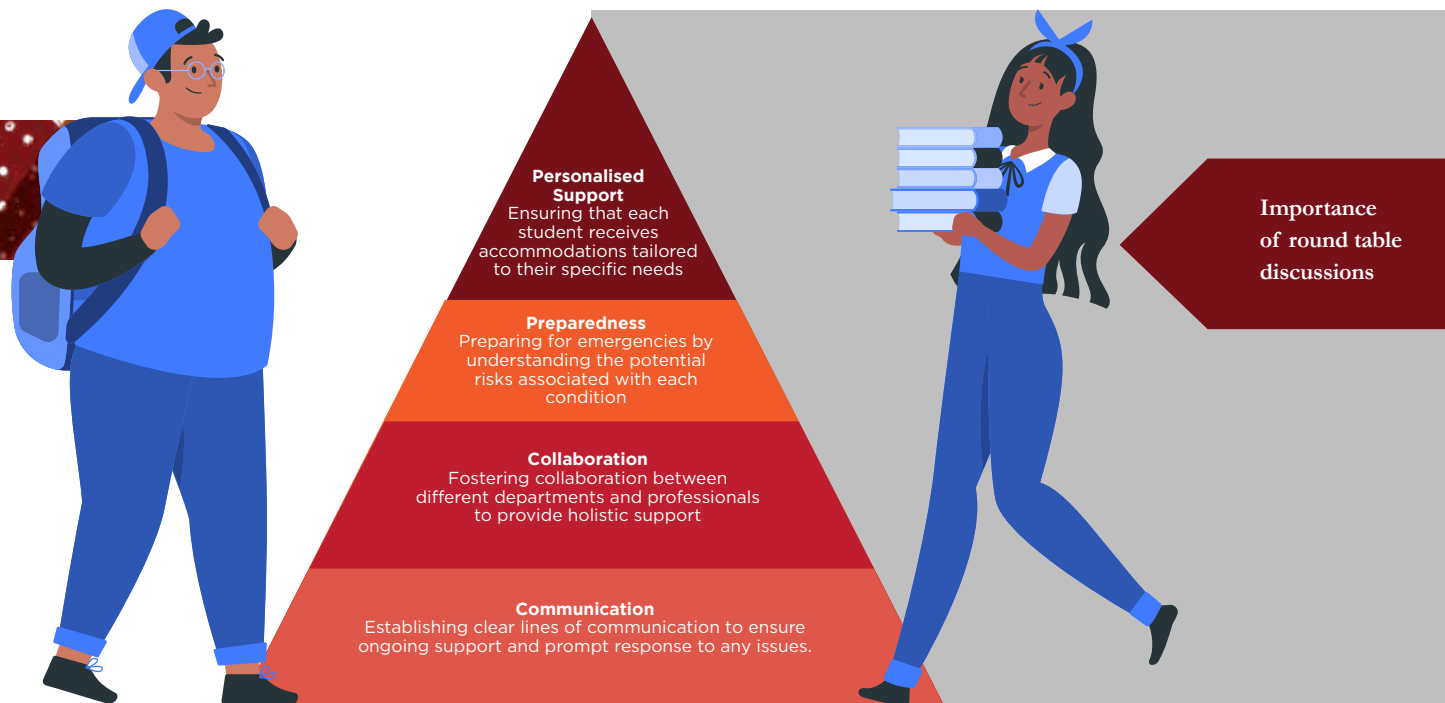 Personalised
Support
Ensuring that each
student receives
accommodations tailored
to their specific needs
Preparedness
Preparing for emergencies by
understanding the potential
risks associated with each
condition
Collaboration
Fostering collaboration between
different departments and professionals
to provide holistic support
Communication
Establishing clear lines of communication to ensure
ongoing support and prompt response to any issues.
Importance
of round table
discussions